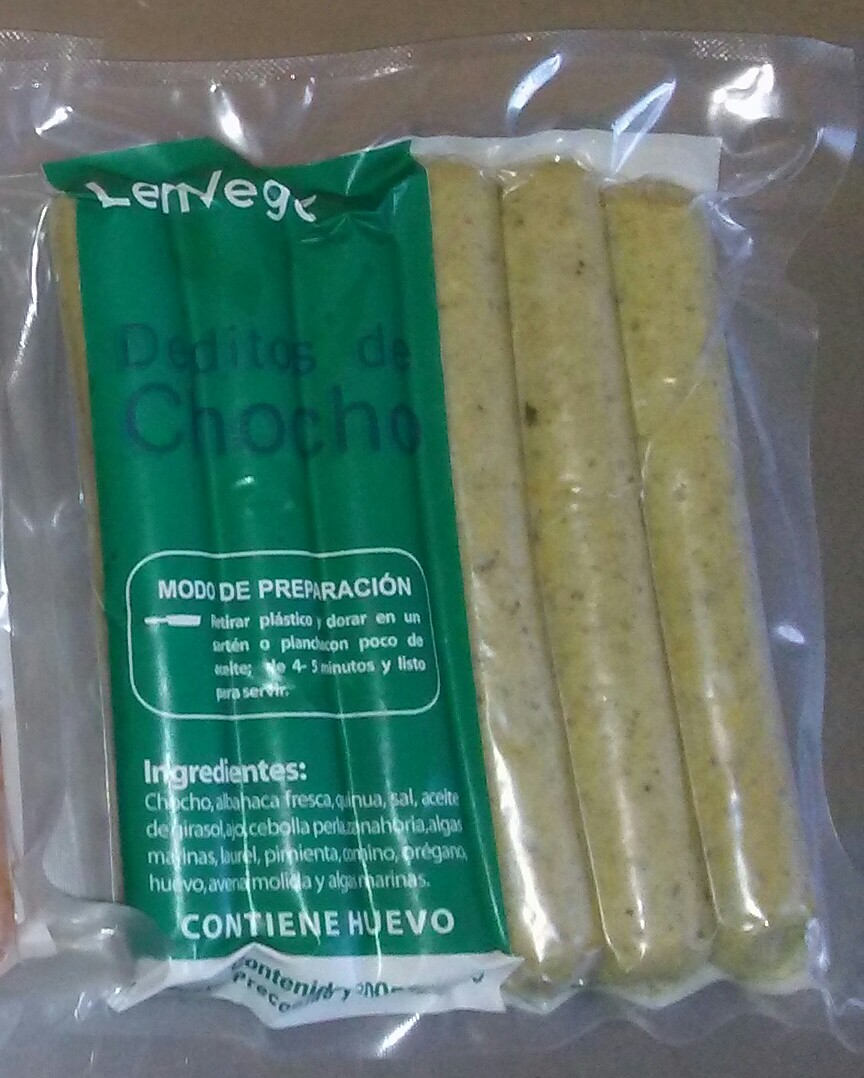 LenVege
Deditos de
Chocho
MODO DE PREPARACIÓN
Retirar plástico y dorar en un
sartén o plancha con poco de
aceite; de 4-5 minutos y listo
para servir.
Ingredientes:
Chocho, albahaca fresca, quinua, sal, aceite
de girasol, ajo, cebolla perla, zanahoria, algas
marinas, laurel, pimienta, comino, orégano,
huevo, avena molida y algas marinas.
CONTIENE HUEVO
Contenido